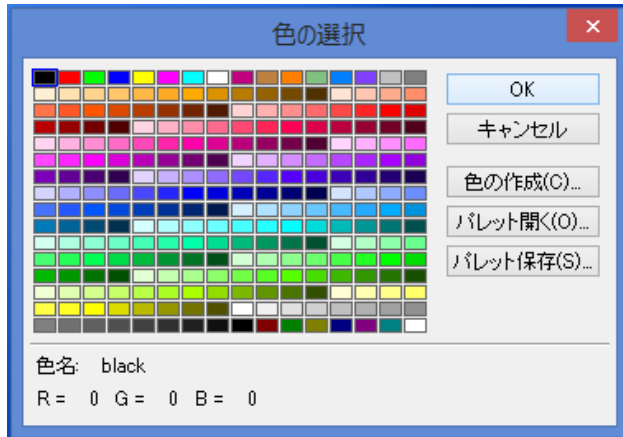 色の選択
OK
キャンセル
色の作成(C)...
パレット開く(O)...
パレット保存(S)...
色名: black
R = 0 G = 0 B = 0